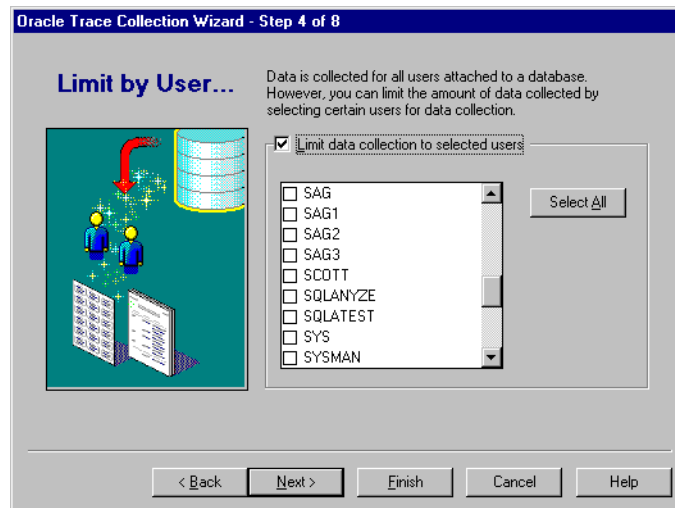 Oracle Trace Collection Wizard - Step 4 of 8
Limit by User...
Data is collected for all users attached to a database.
However, you can limit the amount of data collected by
selecting certain users for data collection.
Limit data collection to selected users
SAG
SAG1
SAG2
SAG3
SCOTT
SQLANYZE
SQLATEST
SYS
SYSMAN
Select All
< Back
Next >
Finish
Cancel
Help